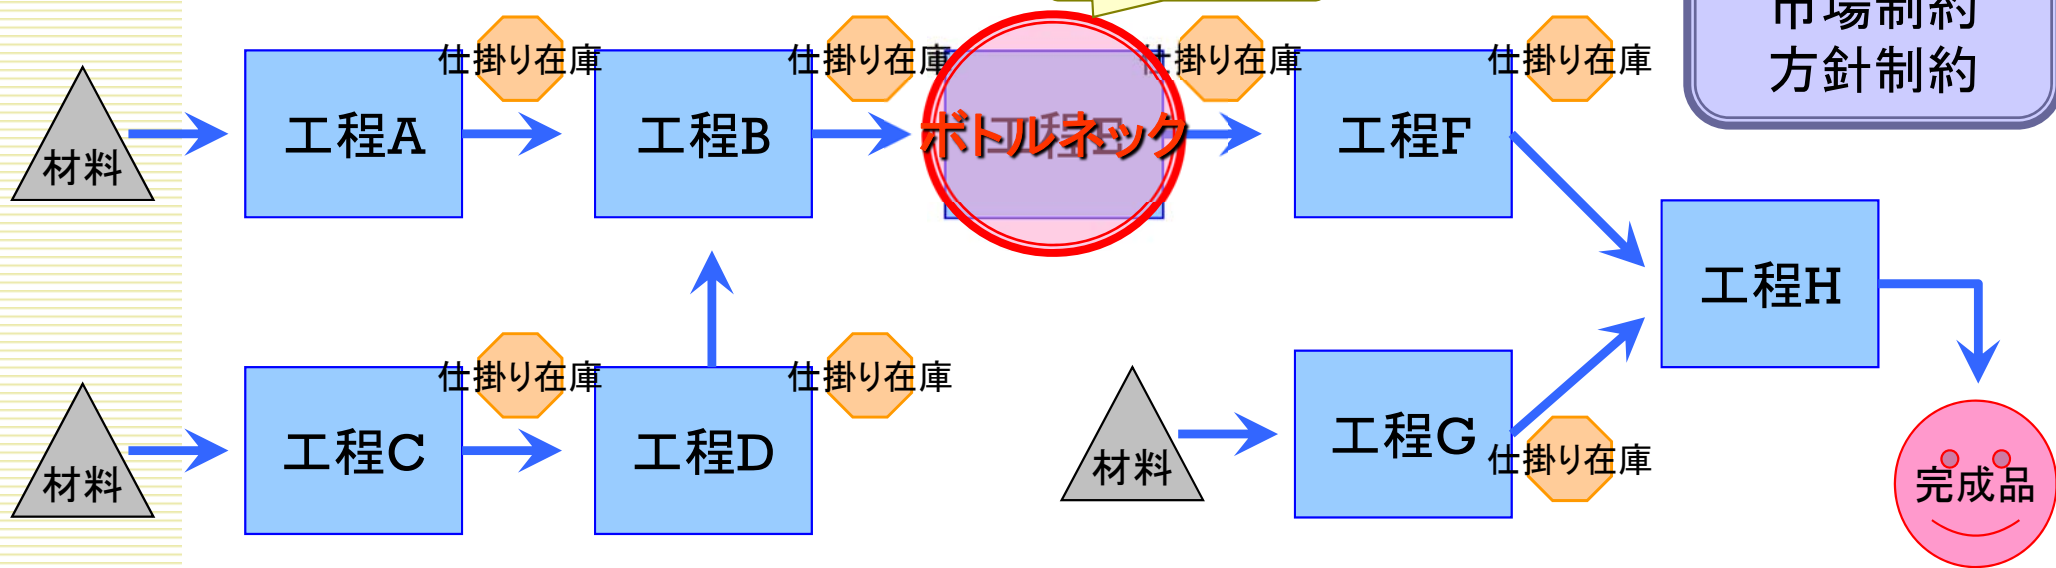 市場制約
方針制約
仕掛り在庫
仕掛り在庫
仕掛り在庫
仕掛り在庫
材料
工程A
工程B
工程E
ボトルネック
工程F
工程H
仕掛り在庫
仕掛り在庫
材料
工程C
工程D
材料
工程G
仕掛り在庫
完成品